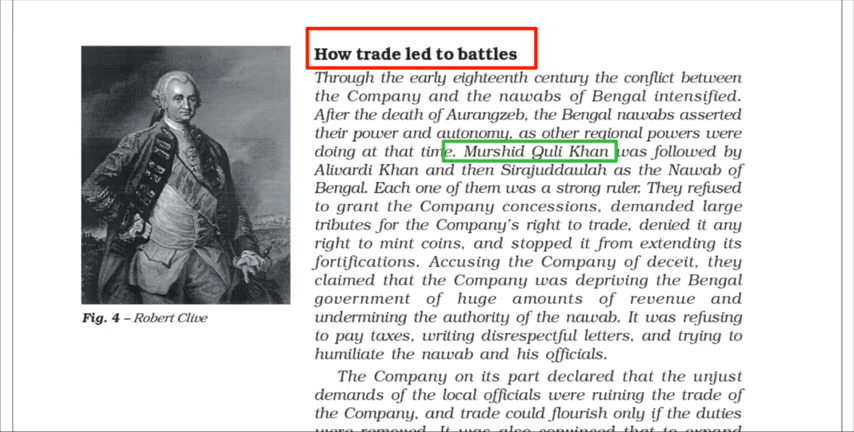 How trade led to battles
Through the early eighteenth century the conflict between
the Company and the nawabs of Bengal intensified.
After the death of Aurangzeb, the Bengal nawabs asserted
their power and autonomy, as other regional powers were
doing at that time. Murshid Quli Khan was followed by
Alivardi Khan and then Sirajuddaulah as the Nawab of
Bengal. Each one of them was a strong ruler. They refused
to grant the Company concessions, demanded large
tributes for the Company's right to trade, denied it any
right to mint coins, and stopped it from extending its
fortifications. Accusing the Company of deceit, they
claimed that the Company was depriving the Bengal
government of huge amounts of revenue and
undermining the authority of the nawab. It was refusing
to pay taxes, writing disrespectful letters, and trying to
humiliate the nawab and his officials.
The Company on its part declared that the unjust
demands of the local officials were ruining the trade of
the Company, and trade could flourish only if the duties
were removed. It was also convinced that to expand
Fig. 4 – Robert Clive